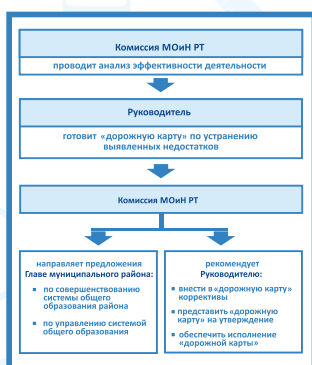 Комиссия МОиН РТ
проводит анализ эффективности деятельности
Руководитель
готовит «дорожную карту» по устранению
выявленных недостатков
Комиссия МОиН РТ
направляет предложения
Главе муниципального района:
▪ по совершенствованию
системы общего
образования района
▪ по управлению системой
общего образования
рекомендует
Руководителю:
▪ внести в«дорожную карту»
коррективы
▪ представить «дорожную
карту» на утверждение
▪ обеспечить исполнение
«дорожной карты»